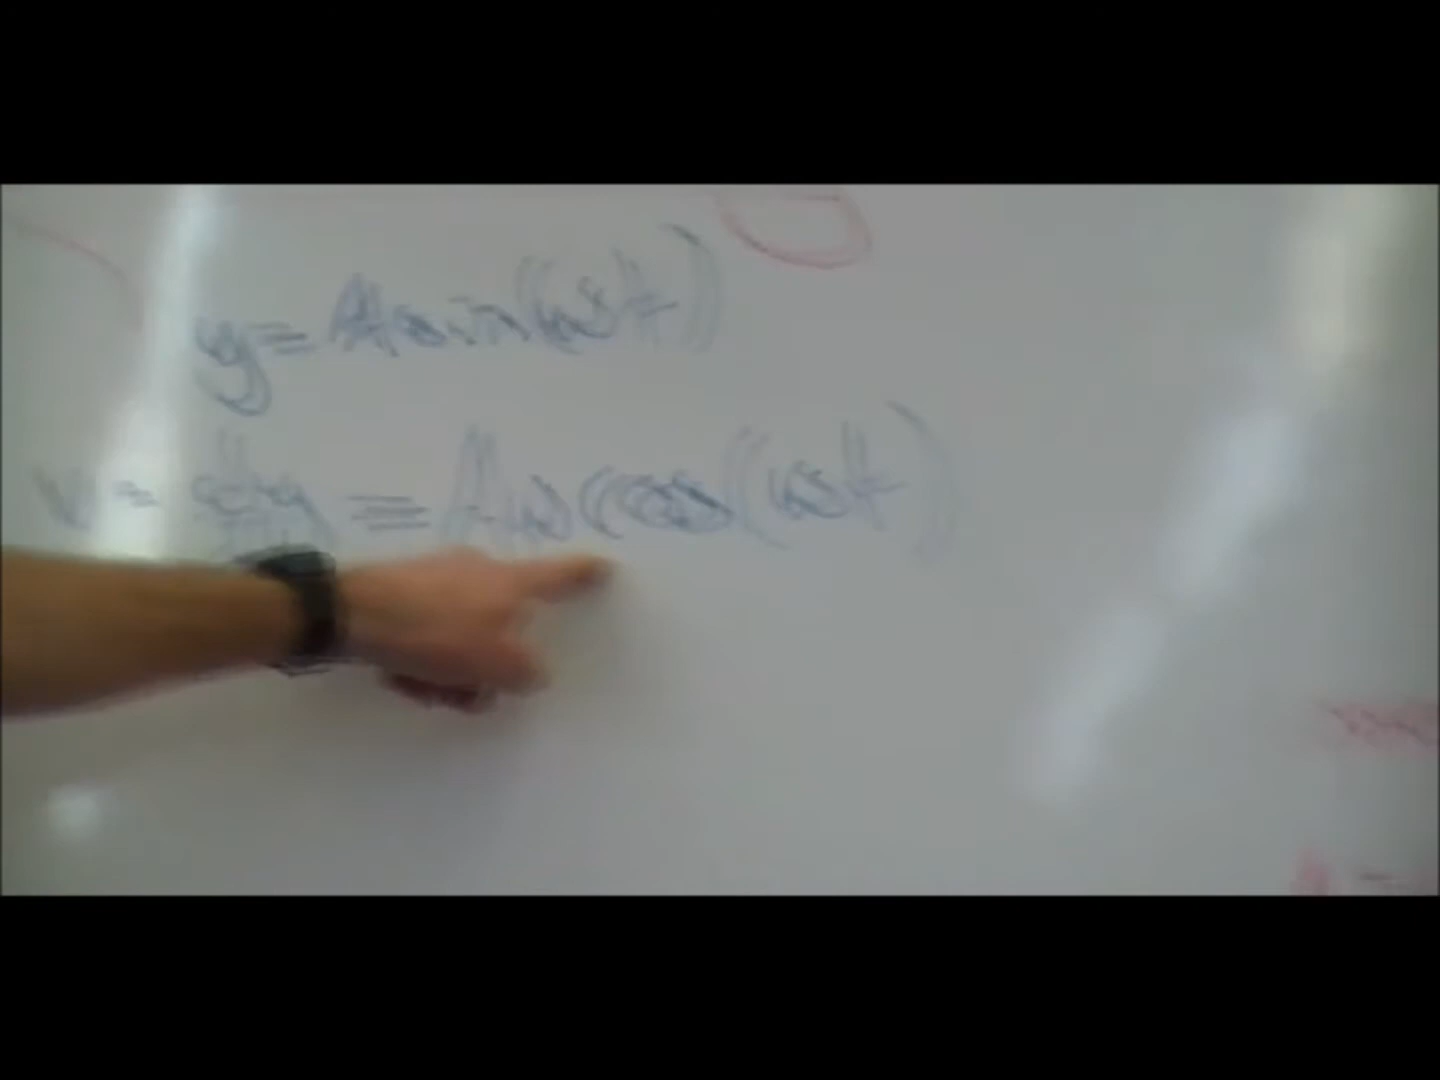 y = A sin(ωt)
v = dy/dt = Aω cos(ωt)